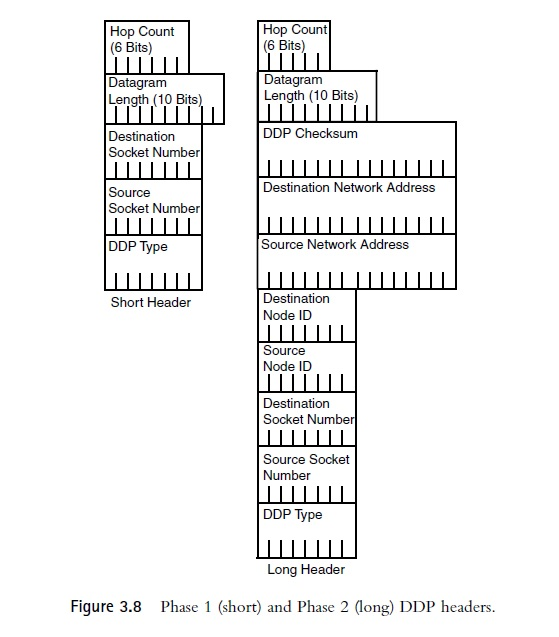 Hop Count
(6 Bits)
Datagram
Length (10 Bits)
Destination
Socket Number
Source
Socket Number
DDP Type
Short Header
Hop Count
(6 Bits)
Datagram
Length (10 Bits)
DDP Checksum
Destination Network Address
Source Network Address
Destination
Node ID
Source
Node ID
Destination
Socket Number
Source Socket
Number
DDP Type
Long Header
Figure 3.8 Phase 1 (short) and Phase 2 (long) DDP headers.